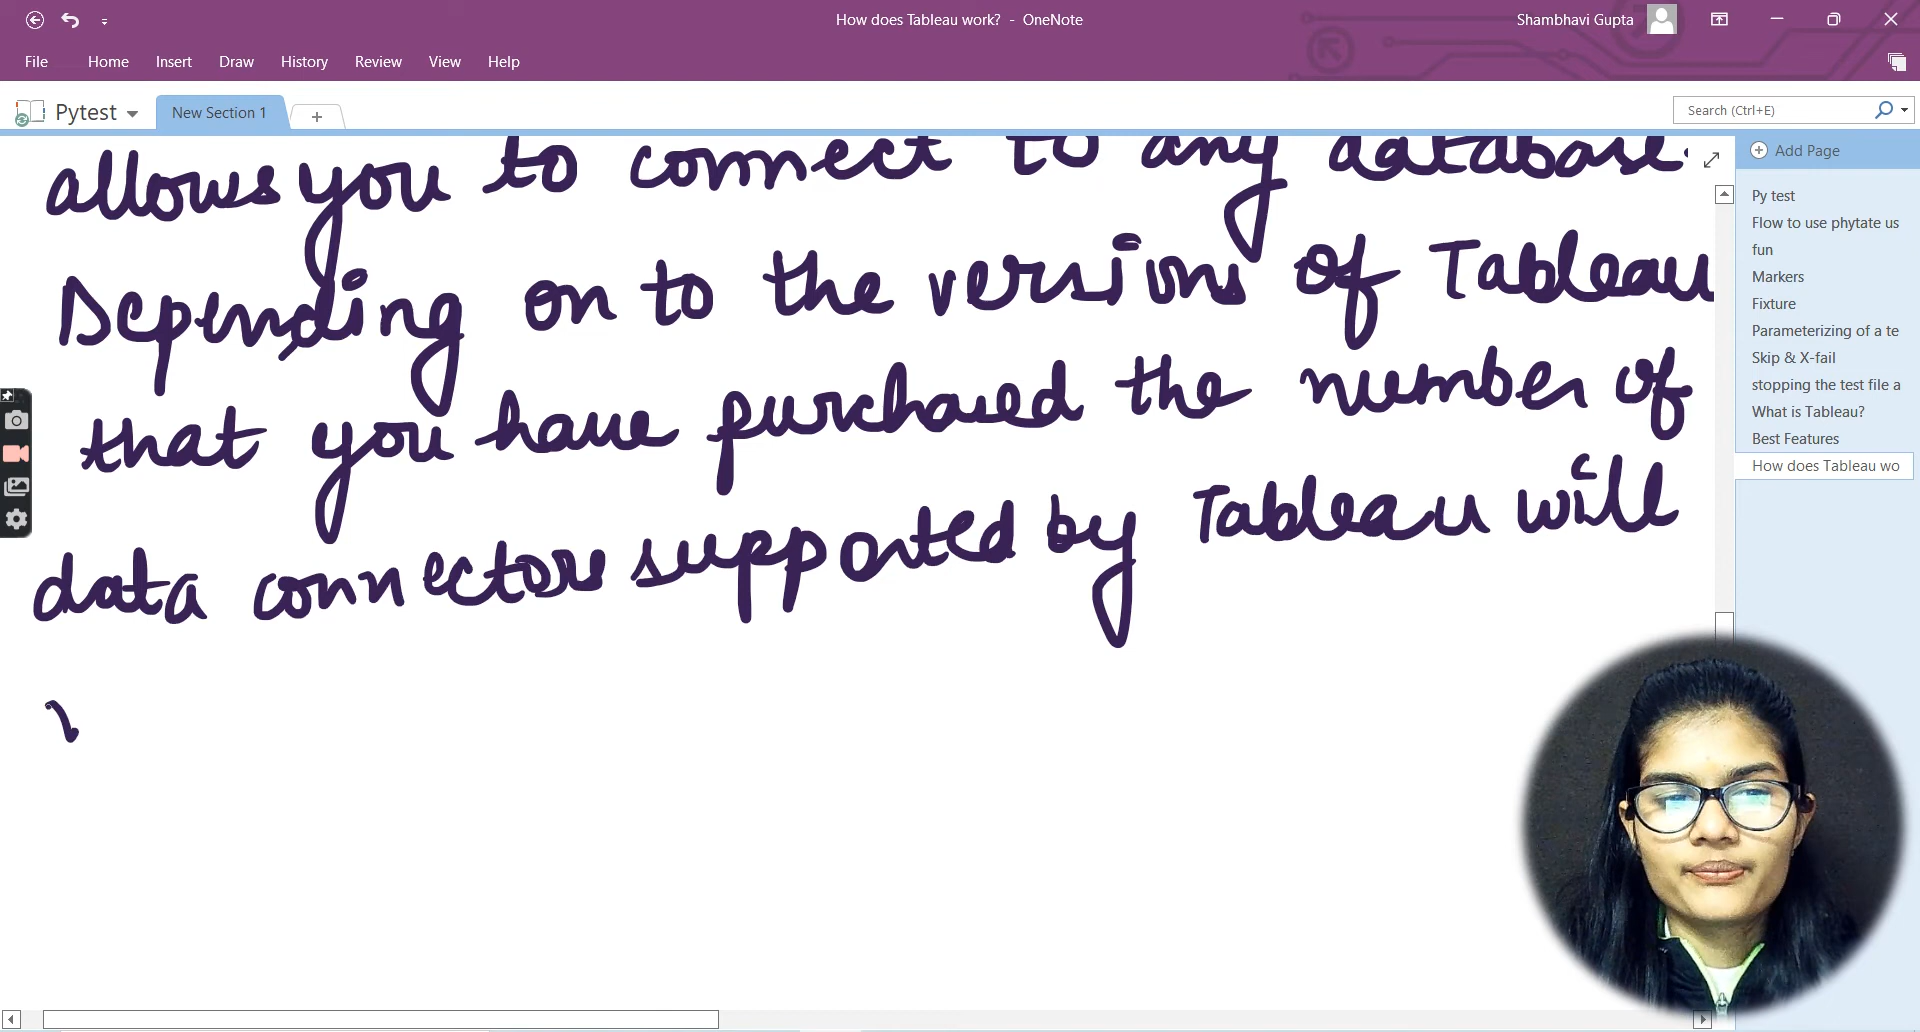 How does Tableau work? - OneNote
Shambhavi Gupta
File Home Insert Draw History Review View Help
Pytest
New Section 1
+
Search (Ctrl+E)
Add Page
allows you to connect to any database.
Depending on to the versions of Tableau
that you have purchased the number of
data connectors supported by Tableau will
Py test
Flow to use phytate us
fun
Markers
Fixture
Parameterizing of a te
Skip & X-fail
stopping the test file a
What is Tableau?
Best Features
How does Tableau wo